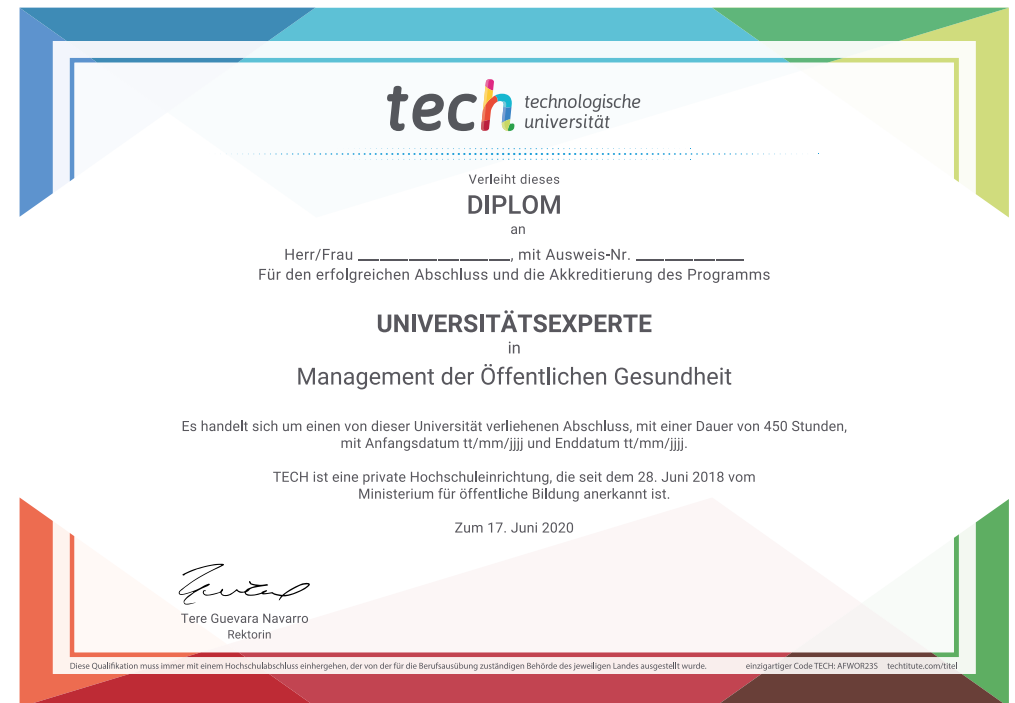 tech technologische
universität
Verleiht dieses
DIPLOM
an
Herr/Frau ____________________, mit Ausweis-Nr. ______________
Für den erfolgreichen Abschluss und die Akkreditierung des Programms
UNIVERSITÄTSEXPERTE
in
Management der Öffentlichen Gesundheit
Es handelt sich um einen von dieser Universität verliehenen Abschluss, mit einer Dauer von 450 Stunden,
mit Anfangsdatum tt/mm/jjjj und Enddatum tt/mm/jjjj.
TECH ist eine private Hochschuleinrichtung, die seit dem 28. Juni 2018 vom
Ministerium für öffentliche Bildung anerkannt ist.
Zum 17. Juni 2020
Tere Guevara Navarro
Rektorin
Diese Qualifikation muss immer mit einem Hochschulabschluss einhergehen, der von der für die Berufsausübung zuständigen Behörde des jeweiligen Landes ausgestellt wurde. einzigartiger Code TECH: AFWOR23S techtitute.com/titel